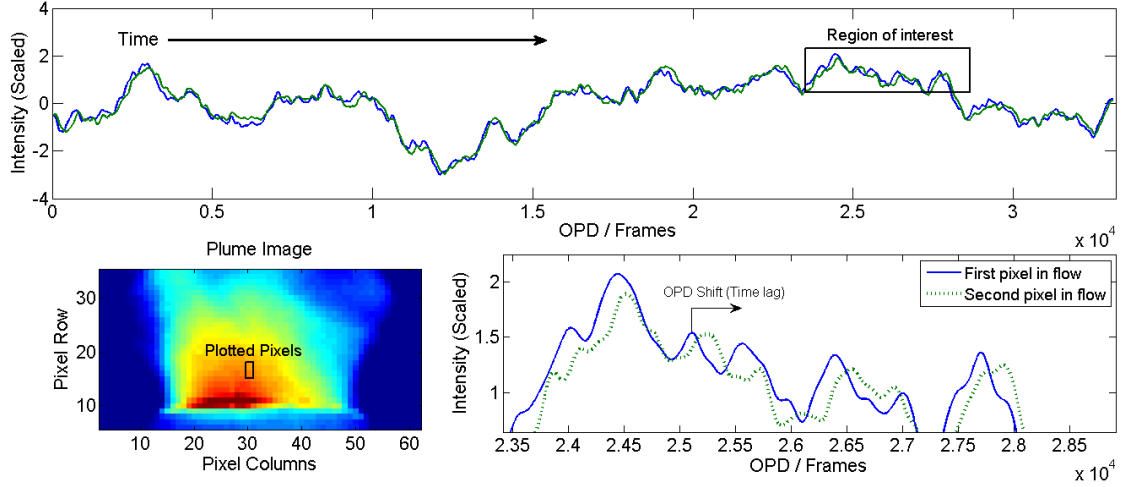 4
2
0
-2
-4
Intensity (Scaled)
Time
Region of interest
0
0.5
1
1.5
2
2.5
3
OPD / Frames
x 10^4
Plume Image
30
20
10
Pixel Row
Plotted Pixels
10
20
30
40
50
60
Pixel Columns
2
1.5
1
Intensity (Scaled)
First pixel in flow
Second pixel in flow
OPD Shift (Time lag)
2.35
2.4
2.45
2.5
2.55
2.6
2.65
2.7
2.75
2.8
2.85
OPD / Frames
x 10^4